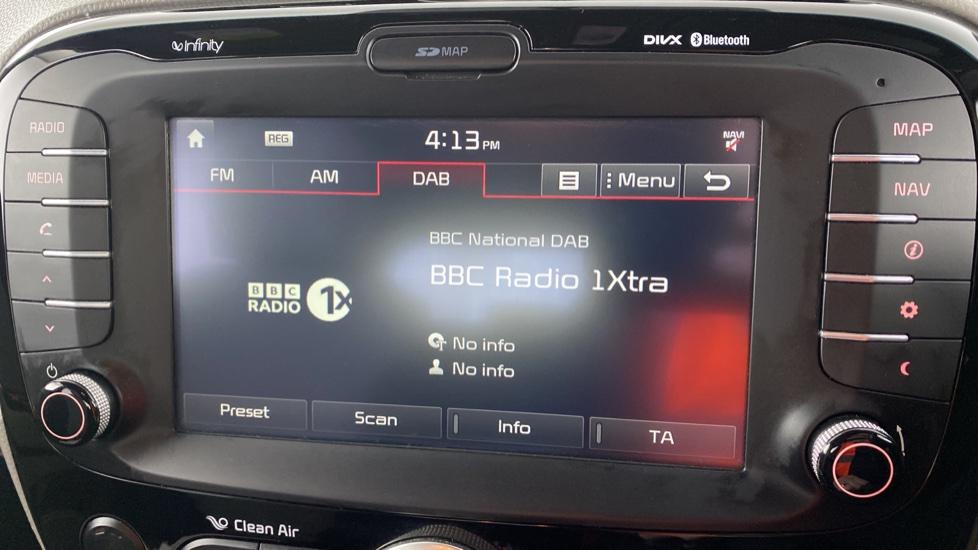 Infinity
SD MAP
DIVX Bluetooth
RADIO
MEDIA
MAP
NAV
REG
4:13 PM
NAVI
FM
AM
DAB
Menu
BBC National DAB
BBC Radio 1Xtra
BBC
RADIO
1X
No info
No info
Preset
Scan
Info
TA
Clean Air